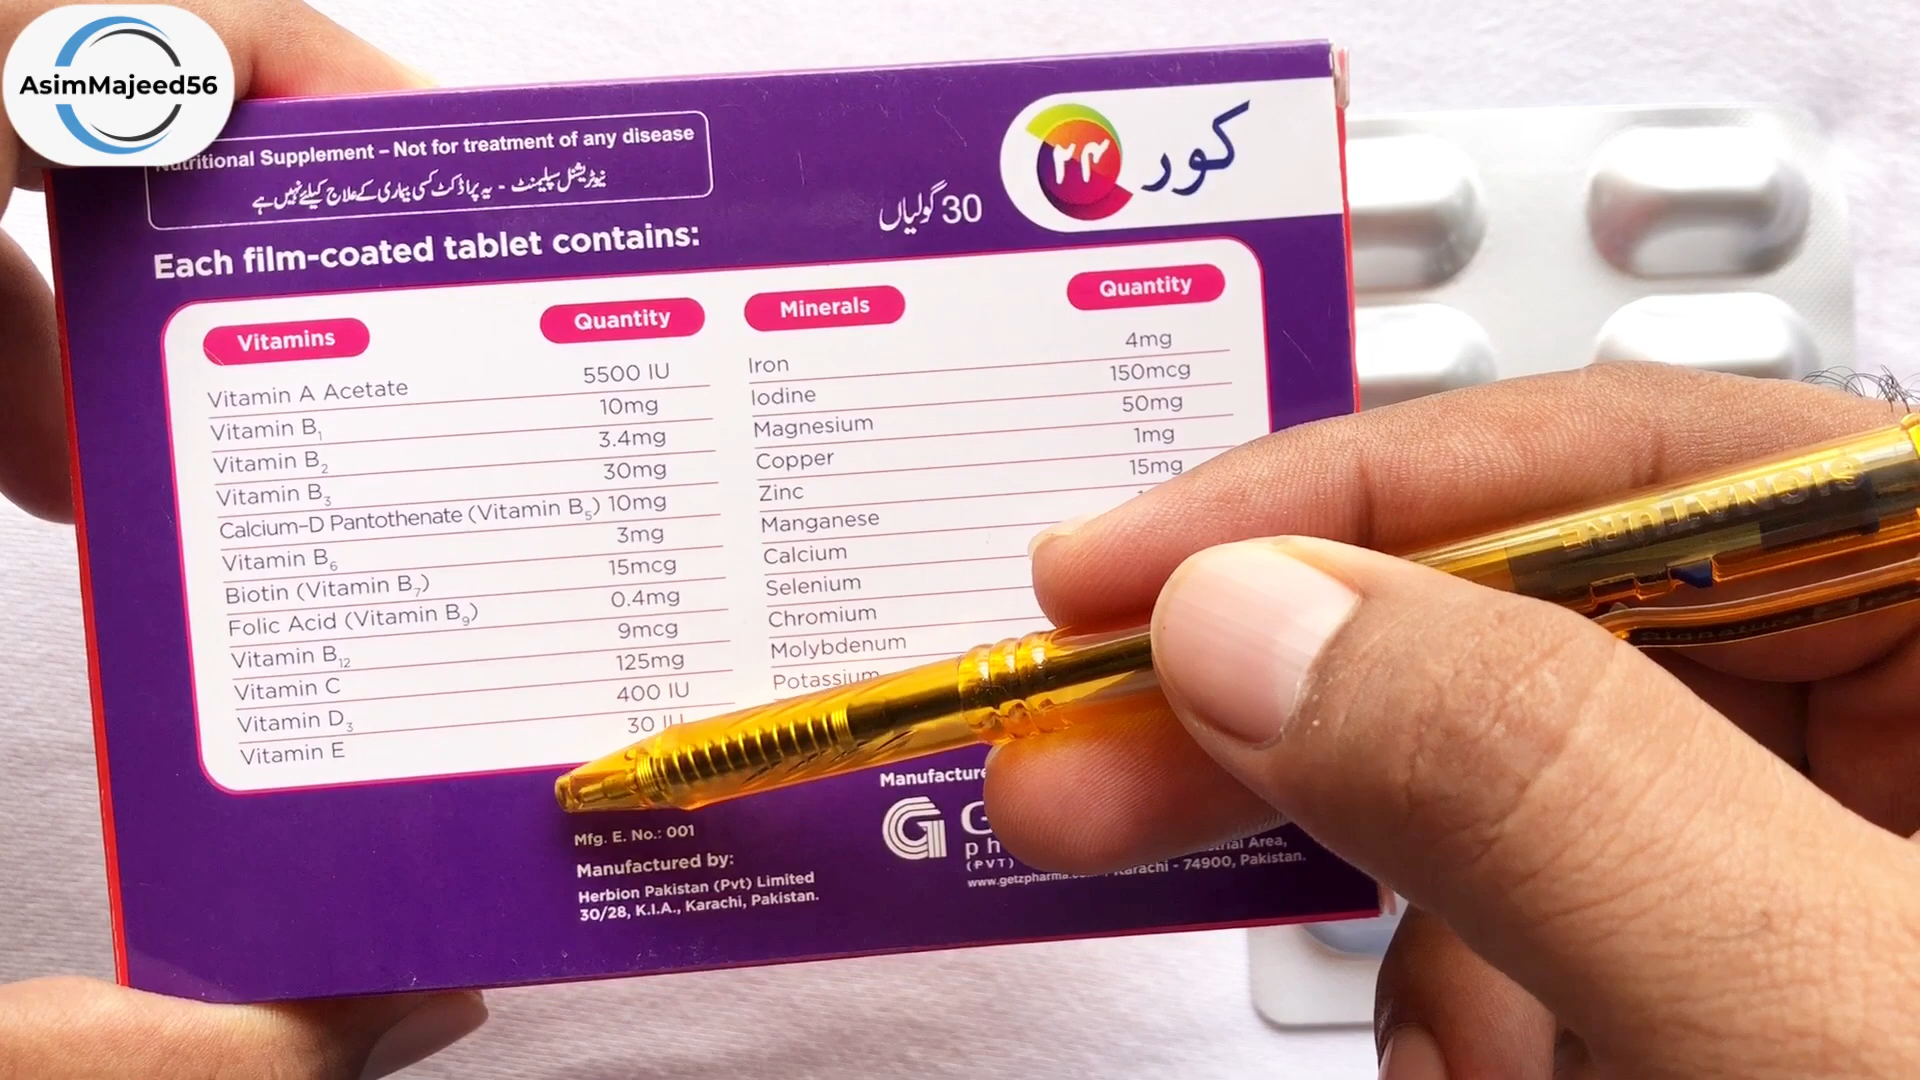 AsimMajeed56
Nutritional Supplement – Not for treatment of any disease
نیوٹریشنل سپلیمنٹ - یہ پراڈکٹ کسی بیماری کے علاج کیلئے نہیں ہے
30 گولیاں
کور ۲۴
Each film-coated tablet contains:
Vitamins Quantity
Vitamin A Acetate 5500 IU
Vitamin B1 10mg
Vitamin B2 3.4mg
Vitamin B3 30mg
Calcium-D Pantothenate (Vitamin B5) 10mg
Vitamin B6 3mg
Biotin (Vitamin B7) 15mcg
Folic Acid (Vitamin B9) 0.4mg
Vitamin B12 9mcg
Vitamin C 125mg
Vitamin D3 400 IU
Vitamin E 30 IU
Minerals Quantity
Iron 4mg
Iodine 150mcg
Magnesium 50mg
Copper 1mg
Zinc 15mg
Manganese
Calcium
Selenium
Chromium
Molybdenum
Potassium
Mfg. E. No.: 001
Manufactured by:
Herbion Pakistan (Pvt) Limited
30/28, K.I.A., Karachi, Pakistan.
Manufacture
G
ph
(PVT)
Area,
www.getzpharma. Karachi - 74900, Pakistan.
SIGNATURE
Signature